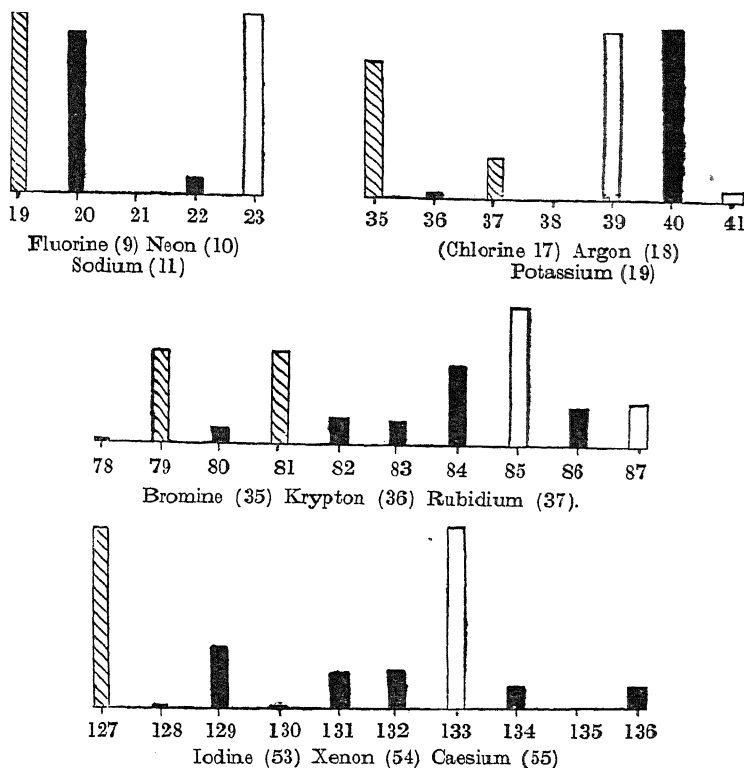 19 20 21 22 23
Fluorine (9) Neon (10)
Sodium (11)
35 36 37 38 39 40 41
(Chlorine 17) Argon (18)
Potassium (19)
78 79 80 81 82 83 84 85 86 87
Bromine (35) Krypton (36) Rubidium (37).
127 128 129 130 131 132 133 134 135 136
Iodine (53) Xenon (54) Caesium (55)